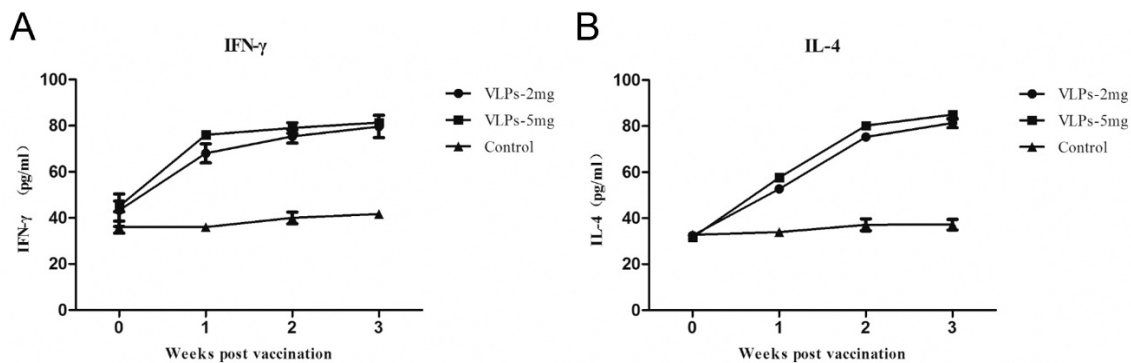 A
IFN-γ
IFN-γ (pg/ml)
100
80
60
40
20
0
0 1 2 3
Weeks post vaccination
VLPs-2mg
VLPs-5mg
Control
B
IL-4
IL-4 (pg/ml)
100
80
60
40
20
0
0 1 2 3
Weeks post vaccination
VLPs-2mg
VLPs-5mg
Control